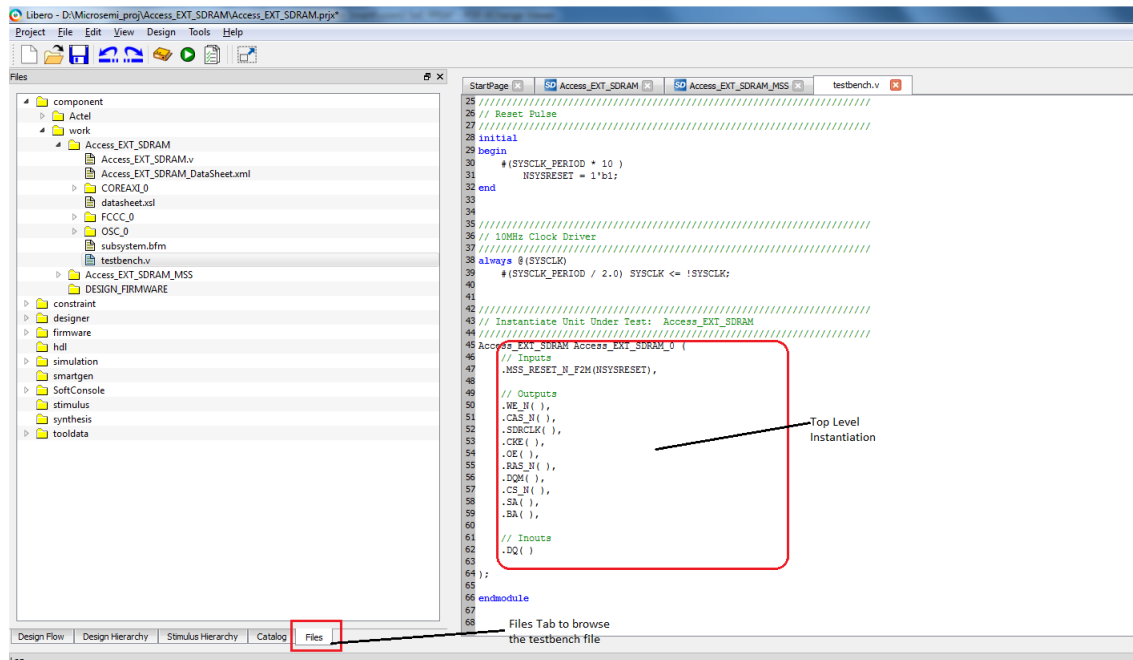 Libero - D:\Microsemi_proj\Access_EXT_SDRAM\Access_EXT_SDRAM.prjx*
Project File Edit View Design Tools Help
Files
component
Actel
work
Access_EXT_SDRAM
Access_EXT_SDRAM.v
Access_EXT_SDRAM_DataSheet.xml
COREAXI_0
datasheet.xsl
FCCC_0
OSC_0
subsystem.bfm
testbench.v
Access_EXT_SDRAM_MSS
DESIGN_FIRMWARE
constraint
designer
firmware
hdl
simulation
smartgen
SoftConsole
stimulus
synthesis
tooldata
Design Flow Design Hierarchy Stimulus Hierarchy Catalog Files
StartPage SD Access_EXT_SDRAM SD Access_EXT_SDRAM_MSS testbench.v
25 //////////////////////////////////////////////////////////////////////
26 // Reset Pulse
27 //////////////////////////////////////////////////////////////////////
28 initial
29 begin
30 #(SYSCLK_PERIOD * 10 )
31 NSYSRESET = 1'b1;
32 end
33
34
35 //////////////////////////////////////////////////////////////////////
36 // 10MHz Clock Driver
37 //////////////////////////////////////////////////////////////////////
38 always @(SYSCLK)
39 #(SYSCLK_PERIOD / 2.0) SYSCLK <= !SYSCLK;
40
41
42 //////////////////////////////////////////////////////////////////////
43 // Instantiate Unit Under Test: Access_EXT_SDRAM
44 //////////////////////////////////////////////////////////////////////
45 Access_EXT_SDRAM Access_EXT_SDRAM_0 (
46 // Inputs
47 .MSS_RESET_N_F2M(NSYSRESET),
48
49 // Outputs
50 .WE_N( ),
51 .CAS_N( ),
52 .SDRCLK( ),
53 .CKE( ),
54 .OE( ),
55 .RAS_N( ),
56 .DQM( ),
57 .CS_N( ),
58 .SA( ),
59 .BA( ),
60
61 // Inouts
62 .DQ( )
63
64 );
65
66 endmodule
67
68
Top Level
Instantiation
Files Tab to browse
the testbench file